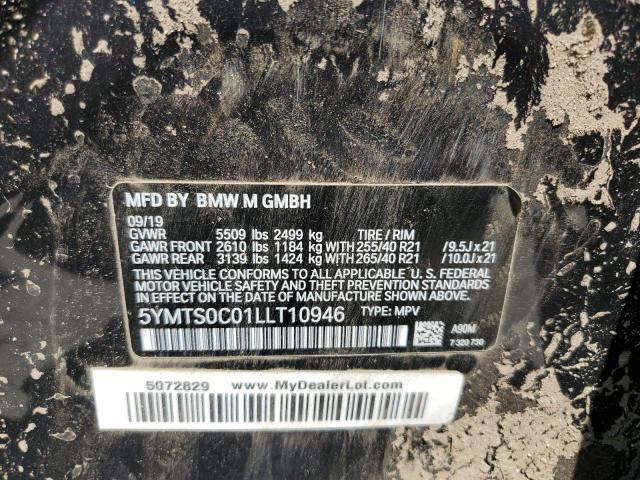 MFD BY BMW M GMBH
09/19
GVWR 5509 lbs 2499 kg TIRE / RIM
GAWR FRONT 2610 lbs 1184 kg WITH 255/40 R21 /9.5J x 21
GAWR REAR 3139 lbs 1424 kg WITH 265/40 R21 /10.0J x 21
THIS VEHICLE CONFORMS TO ALL APPLICABLE U. S. FEDERAL
MOTOR VEHICLE SAFETY, BUMPER, AND THEFT PREVENTION
STANDARDS IN EFFECT ON THE DATE OF MANUFACTURE SHOWN
ABOVE.
5YMTS0C01LLT10946 TYPE: MPV
A90M
7 320 730
5072829 www.MyDealerLot.com